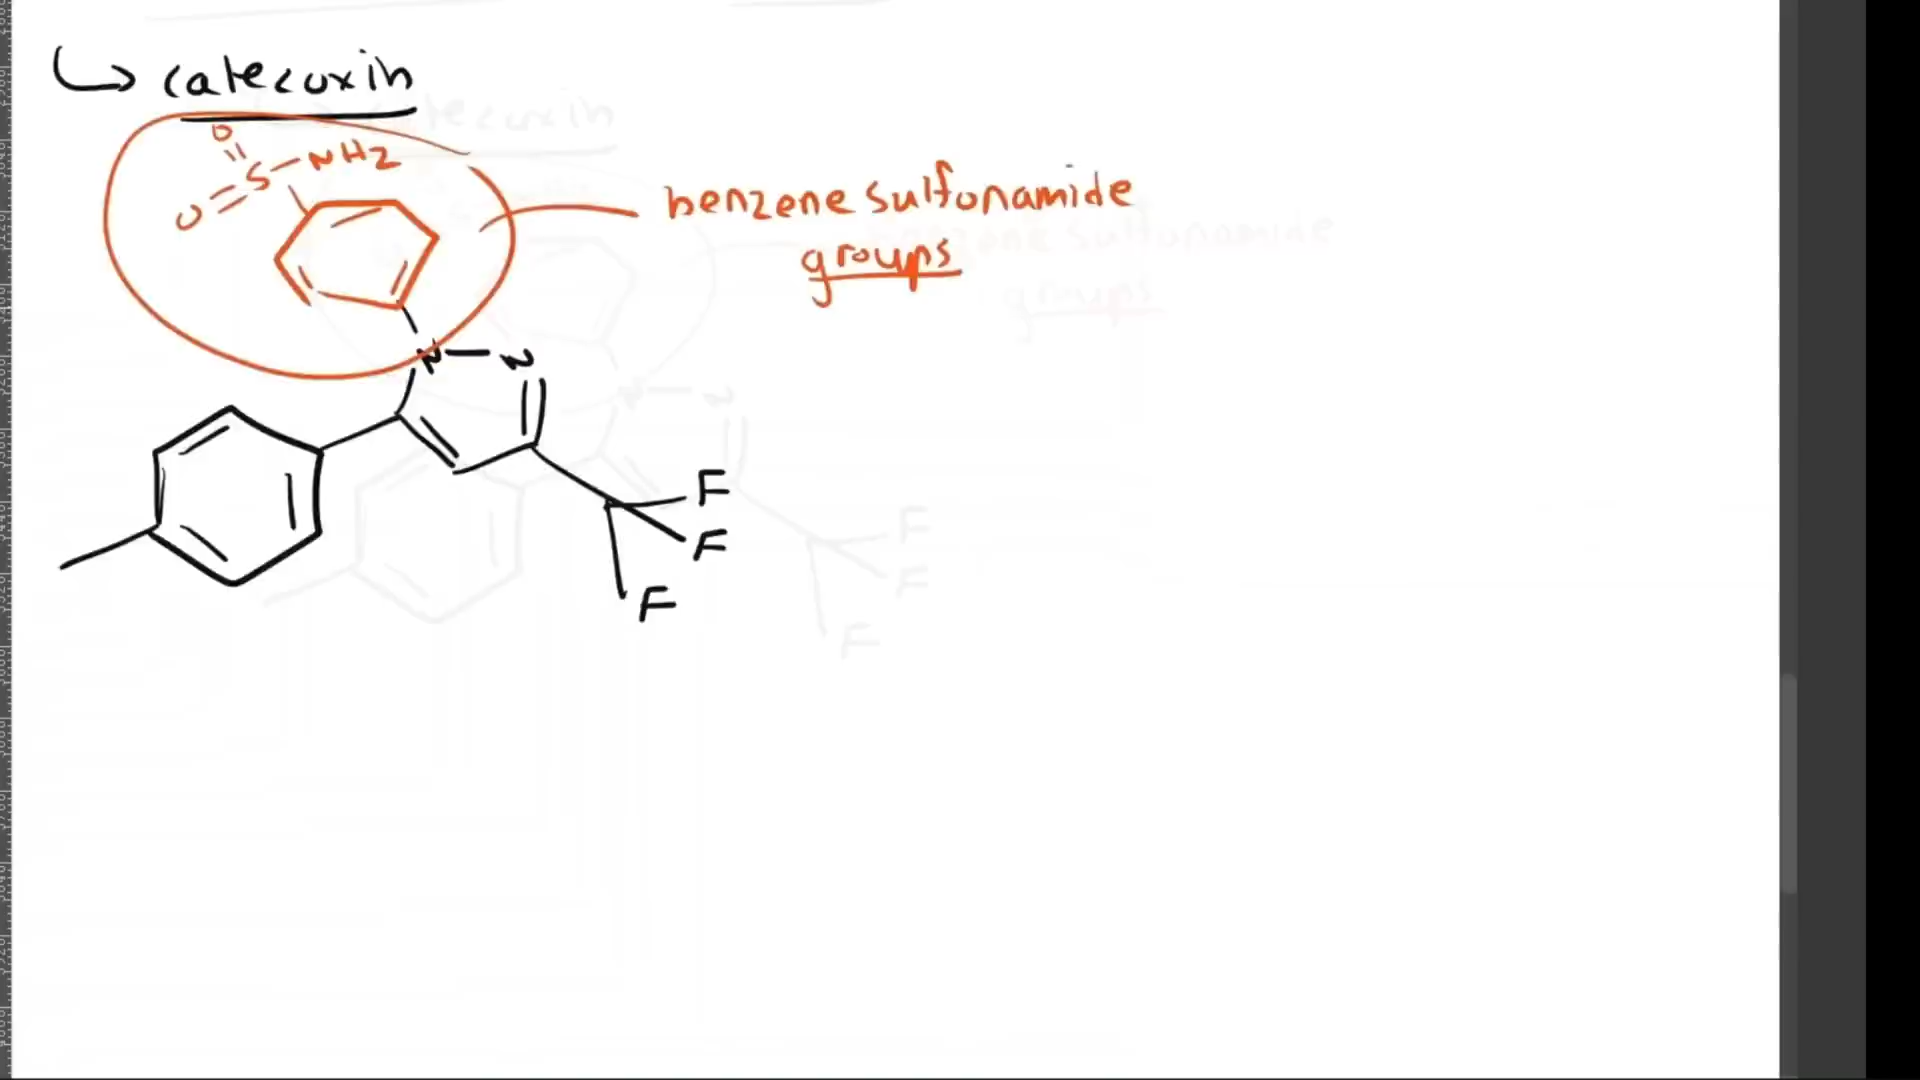 catecoxin
O
S-NH2
O
benzene sulfonamide
groups
N-N
F
F
F